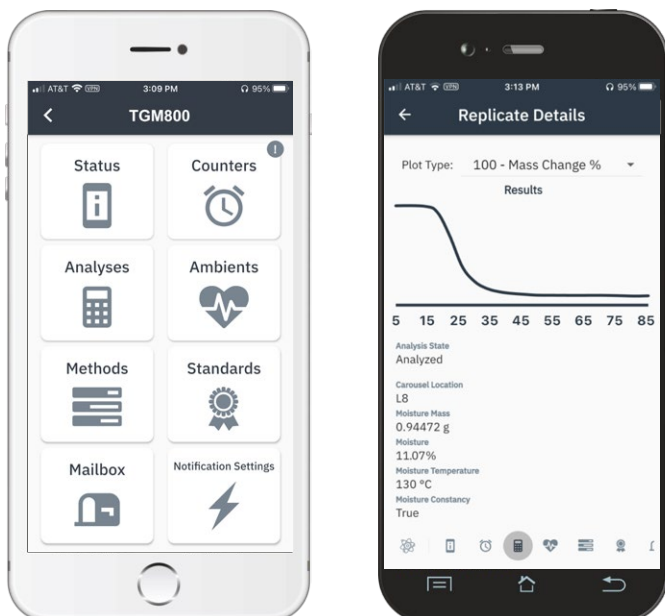 AT&T VPN 3:09 PM 95%
TGM800
Status
Counters
!
Analyses
Ambients
Methods
Standards
Mailbox
Notification Settings
AT&T VPN 3:13 PM 95%
Replicate Details
Plot Type: 100 - Mass Change %
Results
5 15 25 35 45 55 65 75 85
Analysis State
Analyzed
Carousel Location
L8
Moisture Mass
0.94472 g
Moisture
11.07%
Moisture Temperature
130 °C
Moisture Constancy
True